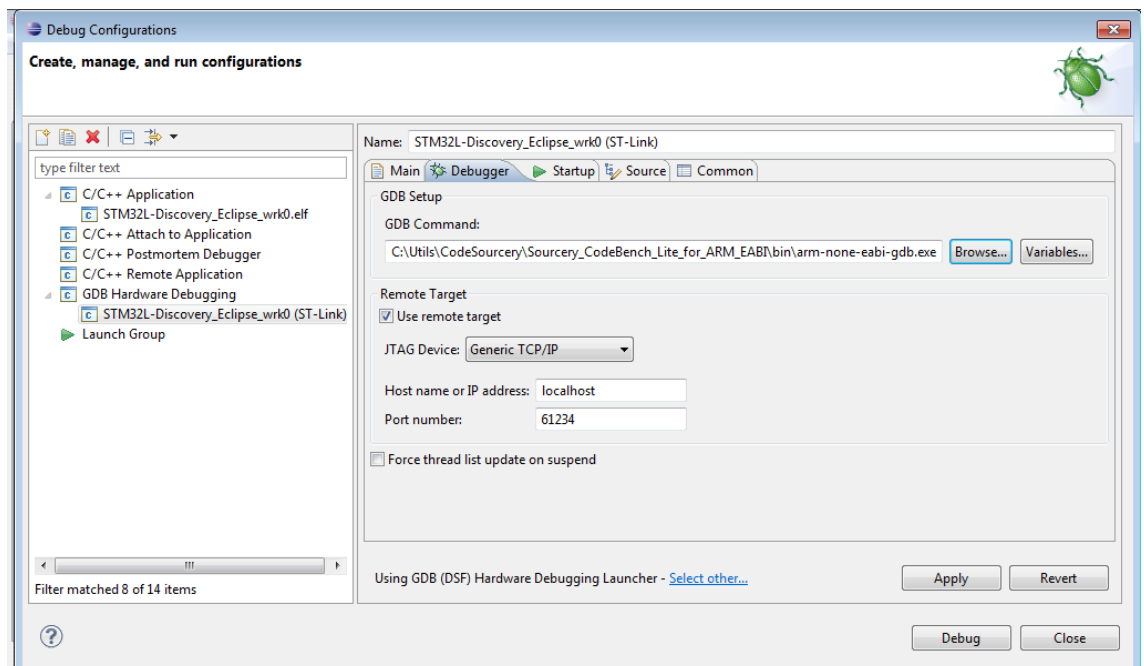 Debug Configurations
Create, manage, and run configurations
type filter text
C/C++ Application
STM32L-Discovery_Eclipse_wrk0.elf
C/C++ Attach to Application
C/C++ Postmortem Debugger
C/C++ Remote Application
GDB Hardware Debugging
STM32L-Discovery_Eclipse_wrk0 (ST-Link)
Launch Group
Filter matched 8 of 14 items
Name: STM32L-Discovery_Eclipse_wrk0 (ST-Link)
Main Debugger Startup Source Common
GDB Setup
GDB Command:
C:\Utils\CodeSourcery\Sourcery_CodeBench_Lite_for_ARM_EABI\bin\arm-none-eabi-gdb.exe Browse... Variables...
Remote Target
Use remote target
JTAG Device: Generic TCP/IP
Host name or IP address: localhost
Port number: 61234
Force thread list update on suspend
Using GDB (DSF) Hardware Debugging Launcher - Select other... Apply Revert
? Debug Close